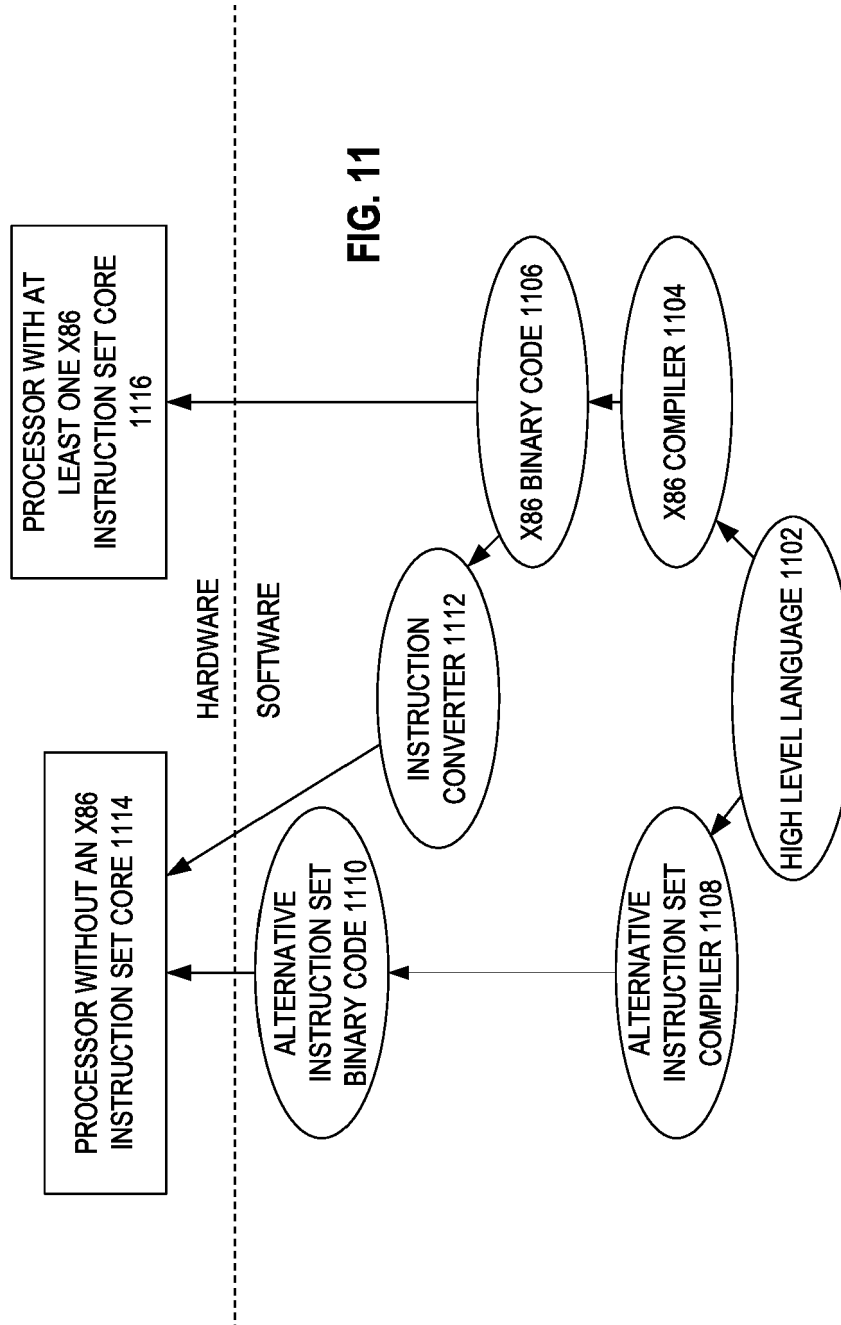 PROCESSOR WITHOUT AN X86
INSTRUCTION SET CORE 1114
PROCESSOR WITH AT
LEAST ONE X86
INSTRUCTION SET CORE
1116
HARDWARE
SOFTWARE
ALTERNATIVE
INSTRUCTION SET
BINARY CODE 1110
INSTRUCTION
CONVERTER 1112
X86 BINARY CODE 1106
ALTERNATIVE
INSTRUCTION SET
COMPILER 1108
X86 COMPILER 1104
HIGH LEVEL LANGUAGE 1102
FIG. 11